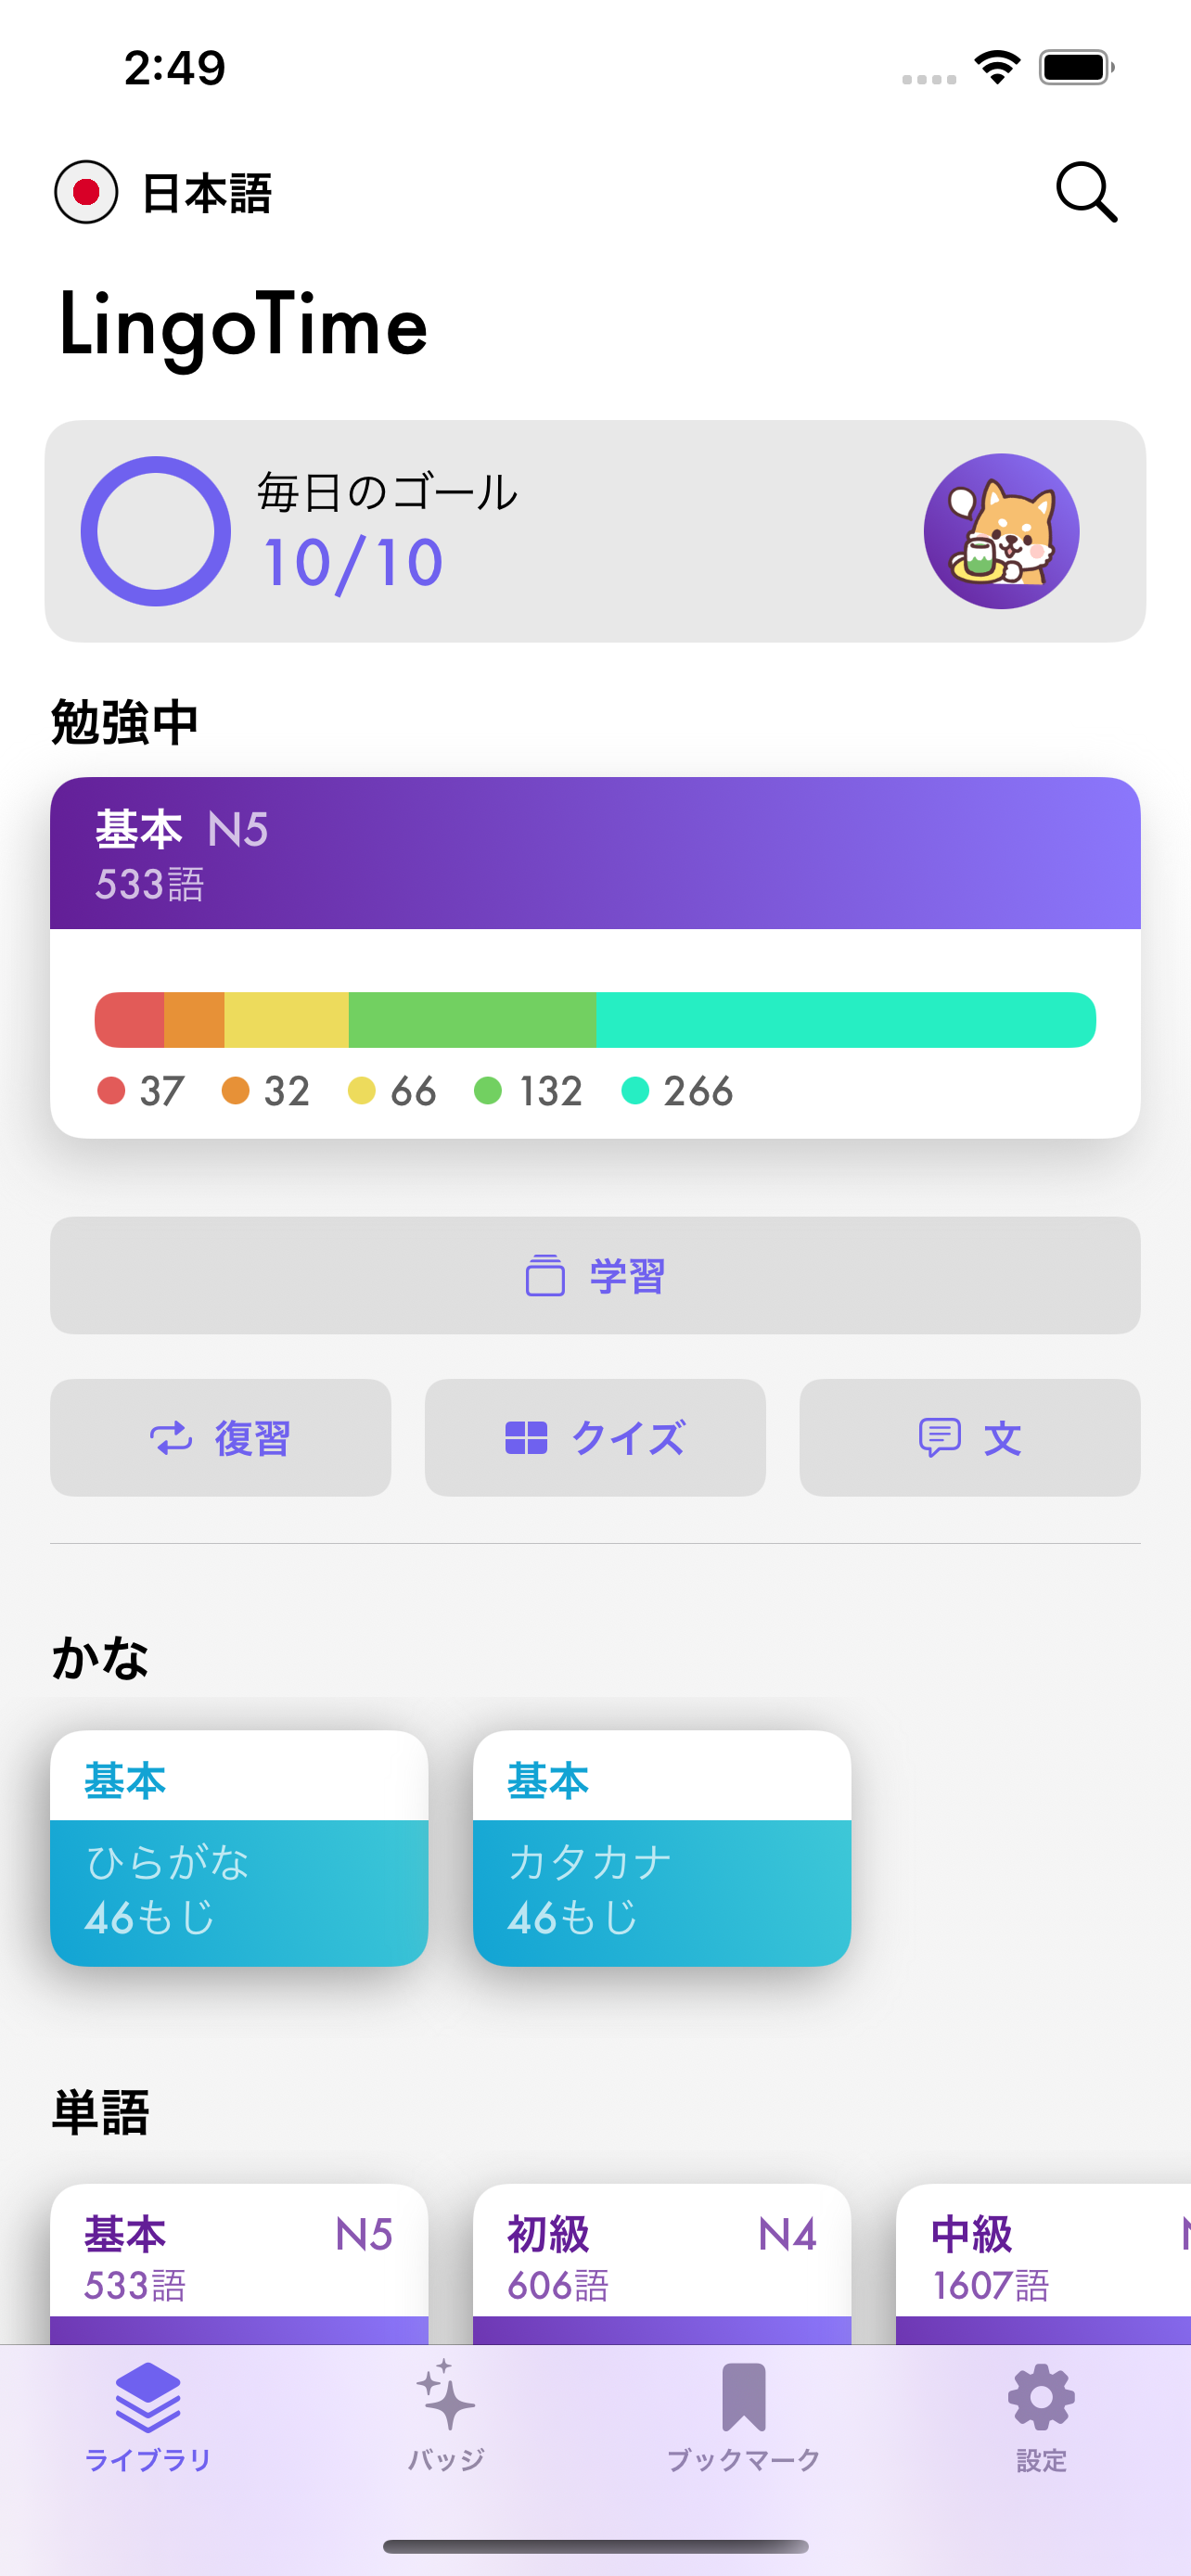 2:49
日本語
LingoTime
毎日のゴール
10/10
勉強中
基本 N5
533語
37 32 66 132 266
学習
復習 クイズ 文
かな
基本 基本
ひらがな カタカナ
46もじ 46もじ
単語
基本 N5 初級 N4 中級
533語 606語 1607語
ライブラリ バッジ ブックマーク 設定